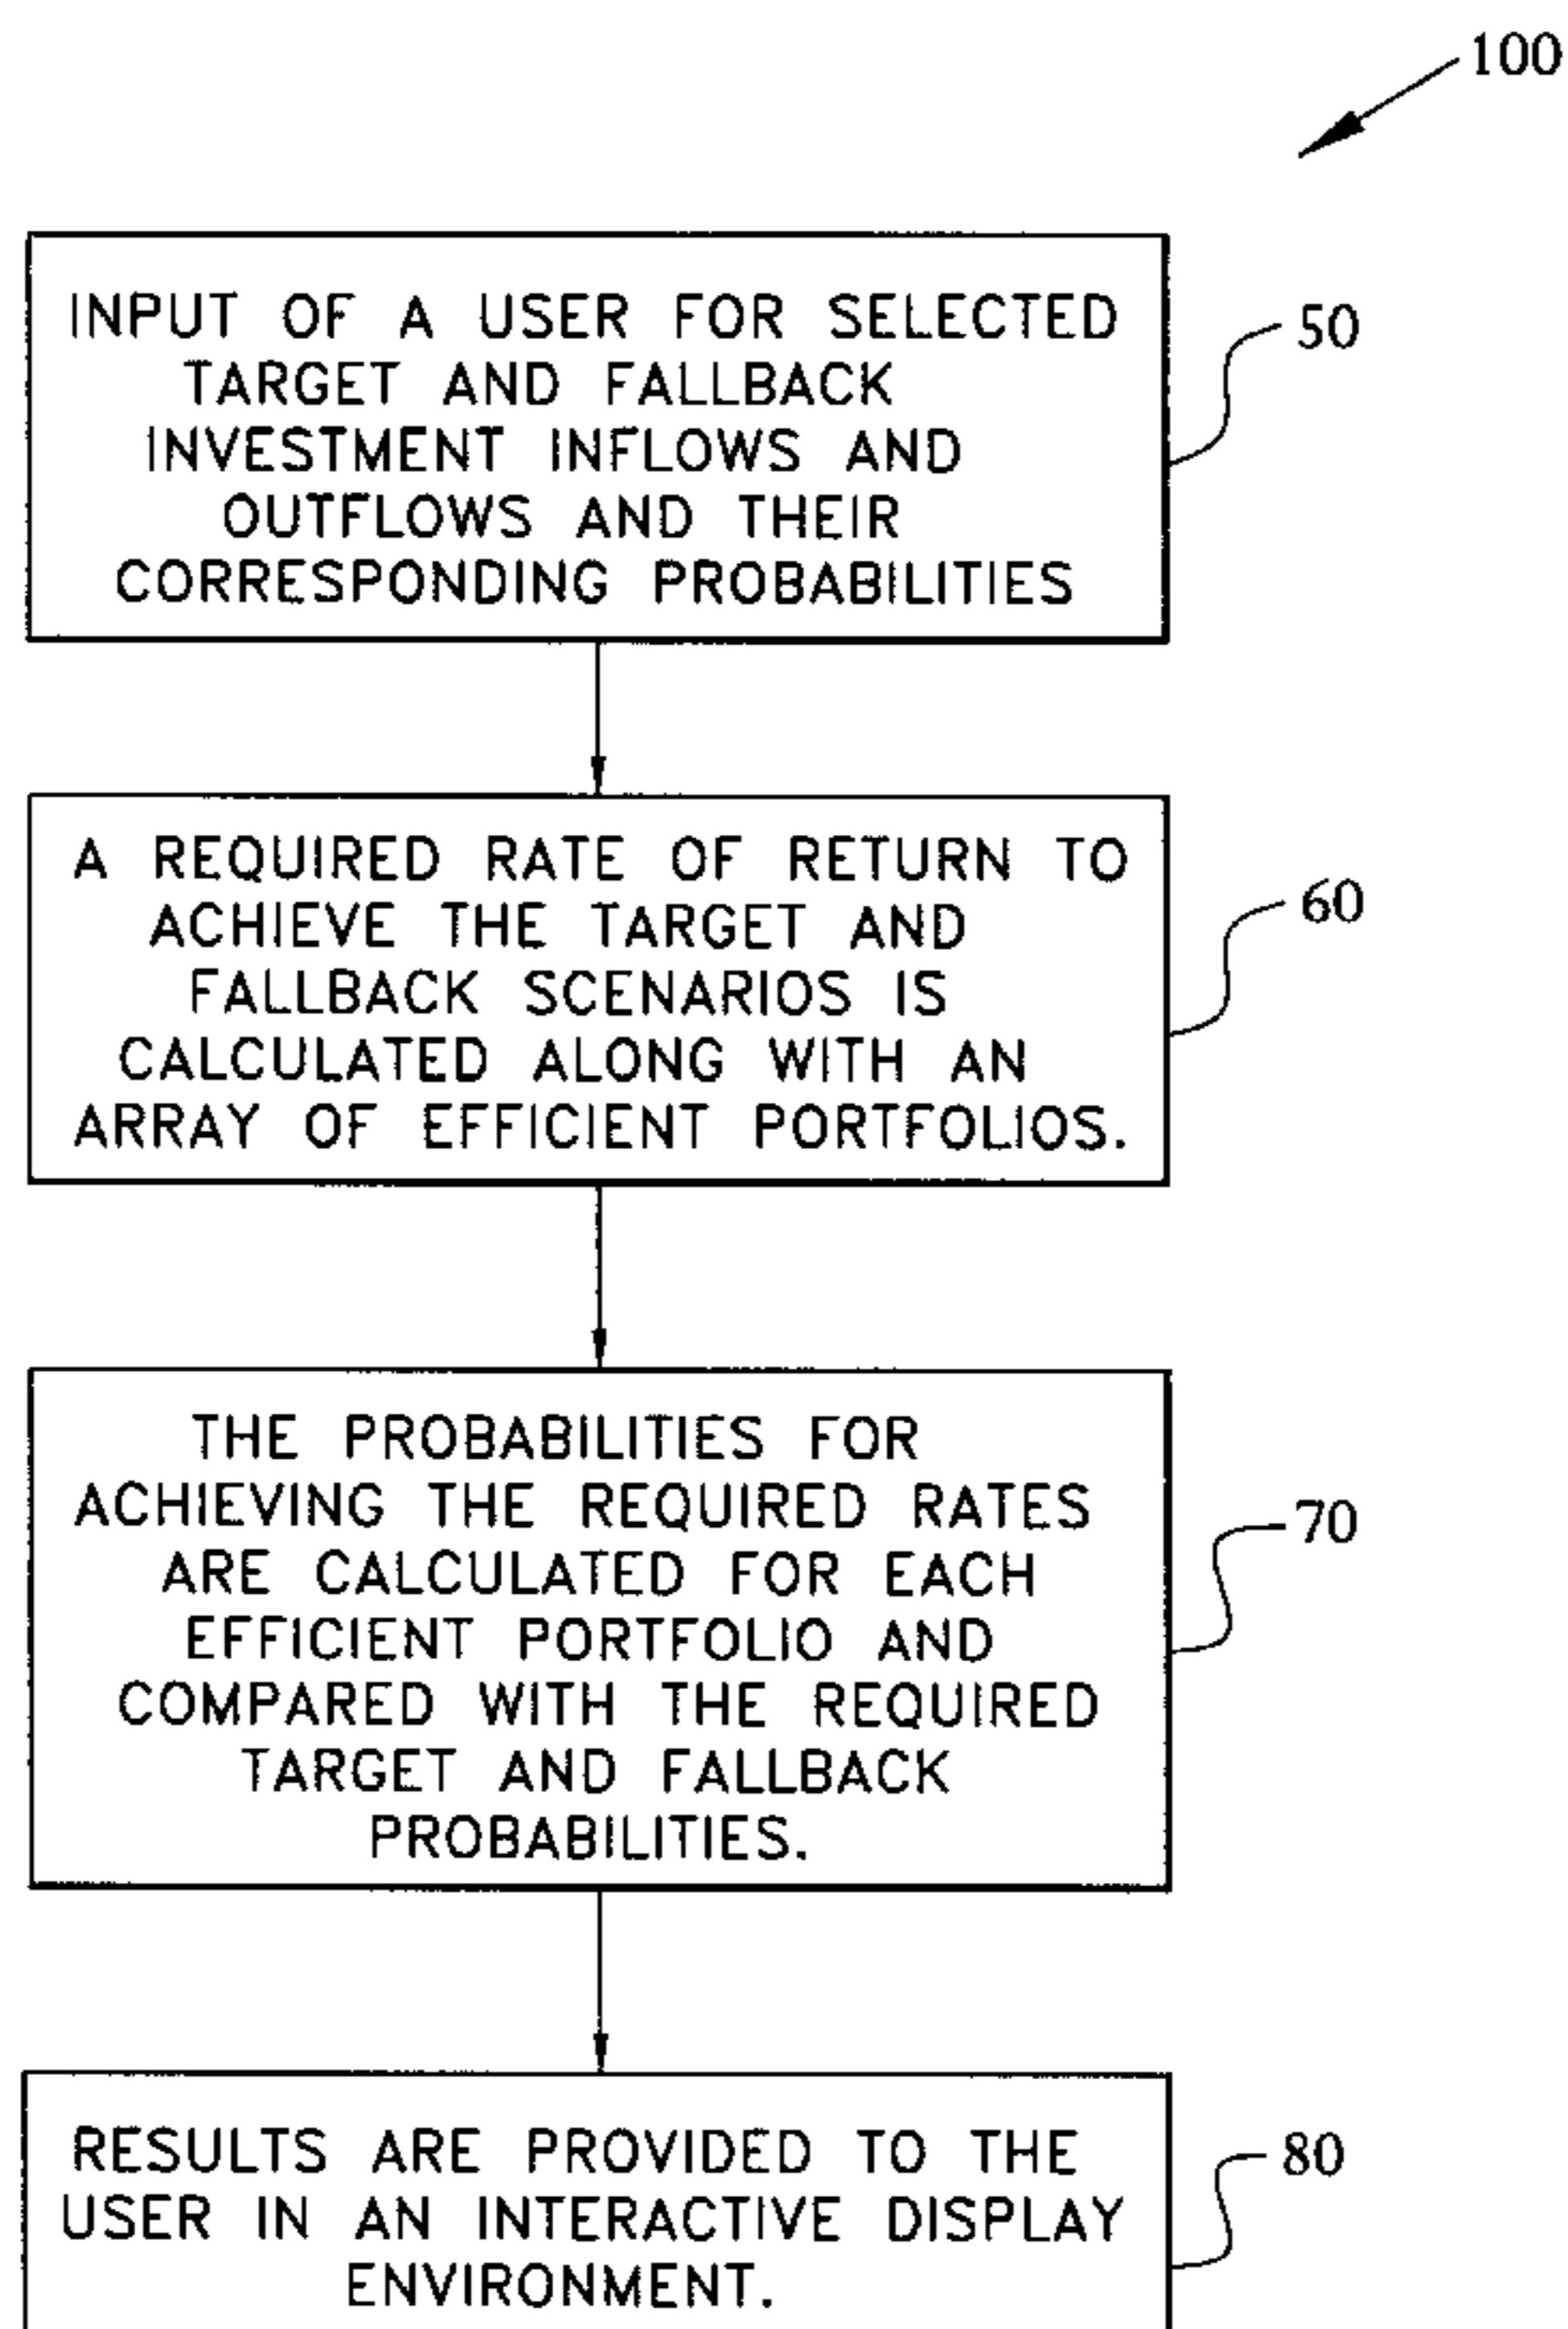 100
INPUT OF A USER FOR SELECTED
TARGET AND FALLBACK
INVESTMENT INFLOWS AND
OUTFLOWS AND THEIR
CORRESPONDING PROBABILITIES
50
A REQUIRED RATE OF RETURN TO
ACHIEVE THE TARGET AND
FALLBACK SCENARIOS IS
CALCULATED ALONG WITH AN
ARRAY OF EFFICIENT PORTFOLIOS.
60
THE PROBABILITIES FOR
ACHIEVING THE REQUIRED RATES
ARE CALCULATED FOR EACH
EFFICIENT PORTFOLIO AND
COMPARED WITH THE REQUIRED
TARGET AND FALLBACK
PROBABILITIES.
70
RESULTS ARE PROVIDED TO THE
USER IN AN INTERACTIVE DISPLAY
ENVIRONMENT.
80